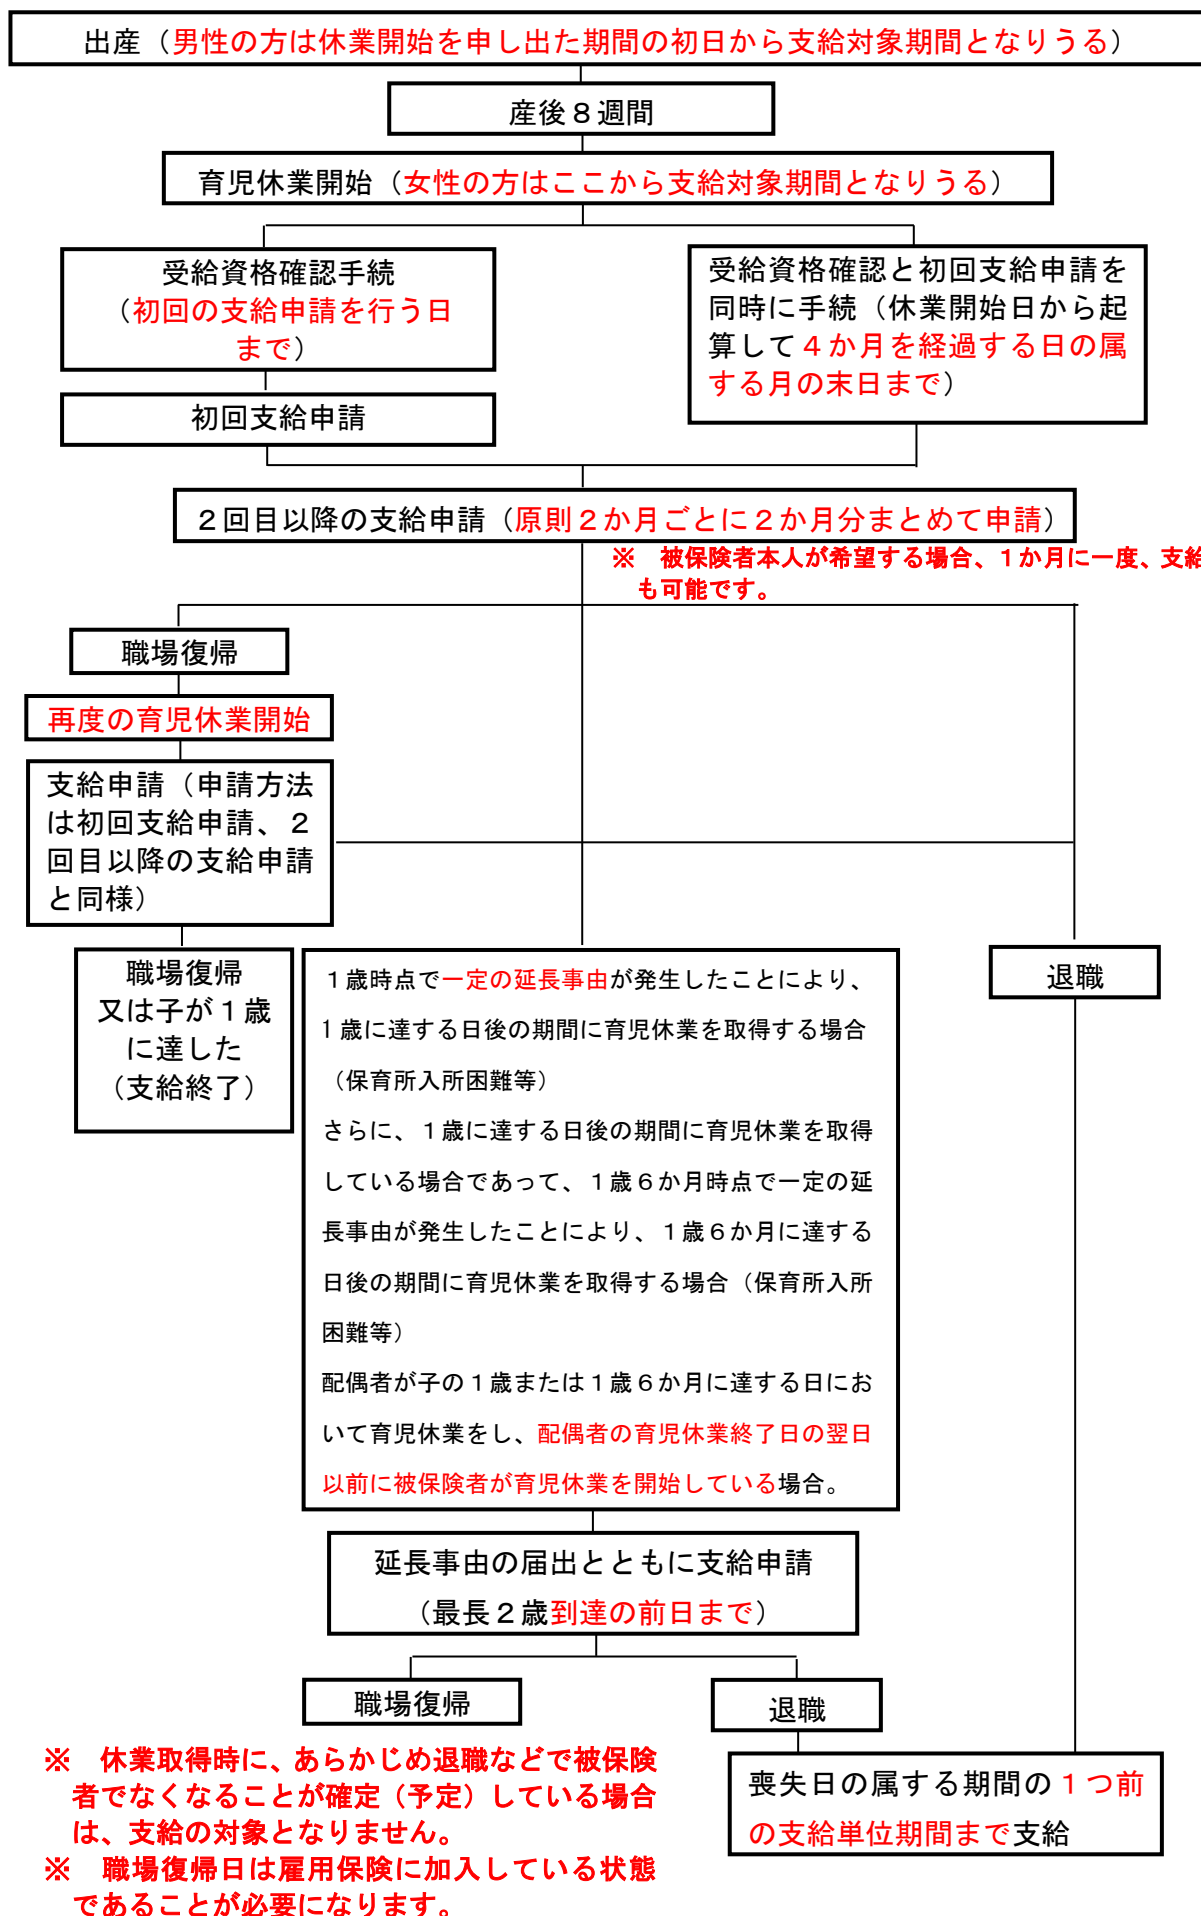 出産（男性の方は休業開始を申し出た期間の初日から支給対象期間となりうる）
産後８週間
育児休業開始（女性の方はここから支給対象期間となりうる）
受給資格確認手続
（初回の支給申請を行う日
まで）
受給資格確認と初回支給申請を
同時に手続（休業開始日から起
算して４か月を経過する日の属
する月の末日まで）
初回支給申請
２回目以降の支給申請（原則２か月ごとに２か月分まとめて申請）
※　被保険者本人が希望する場合、１か月に一度、支給
も可能です。
職場復帰
再度の育児休業開始
支給申請（申請方法
は初回支給申請、２
回目以降の支給申請
と同様）
職場復帰
又は子が１歳
に達した
（支給終了）
１歳時点で一定の延長事由が発生したことにより、
１歳に達する日後の期間に育児休業を取得する場合
（保育所入所困難等）
さらに、１歳に達する日後の期間に育児休業を取得
している場合であって、１歳６か月時点で一定の延
長事由が発生したことにより、１歳６か月に達する
日後の期間に育児休業を取得する場合（保育所入所
困難等）
配偶者が子の１歳または１歳６か月に達する日にお
いて育児休業をし、配偶者の育児休業終了日の翌日
以前に被保険者が育児休業を開始している場合。
退職
延長事由の届出とともに支給申請
（最長２歳到達の前日まで）
職場復帰
退職
喪失日の属する期間の１つ前
の支給単位期間まで支給
※　休業取得時に、あらかじめ退職などで被保険
者でなくなることが確定（予定）している場合
は、支給の対象となりません。
※　職場復帰日は雇用保険に加入している状態
であることが必要になります。